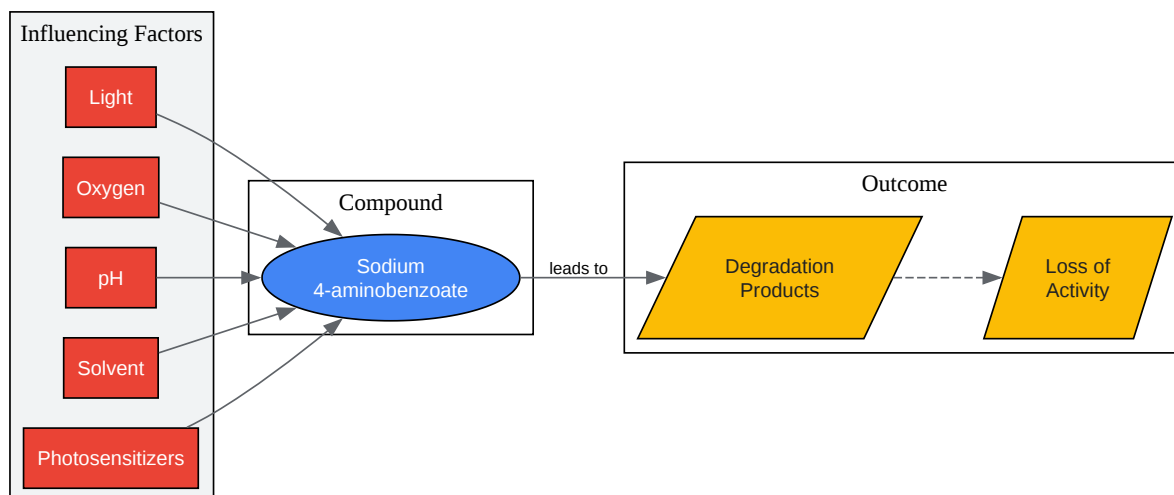 Influencing Factors
Light
Oxygen
pH
Solvent
Photosensitizers
Compound
Sodium
4-aminobenzoate
leads to
Outcome
Degradation
Products
Loss of
Activity